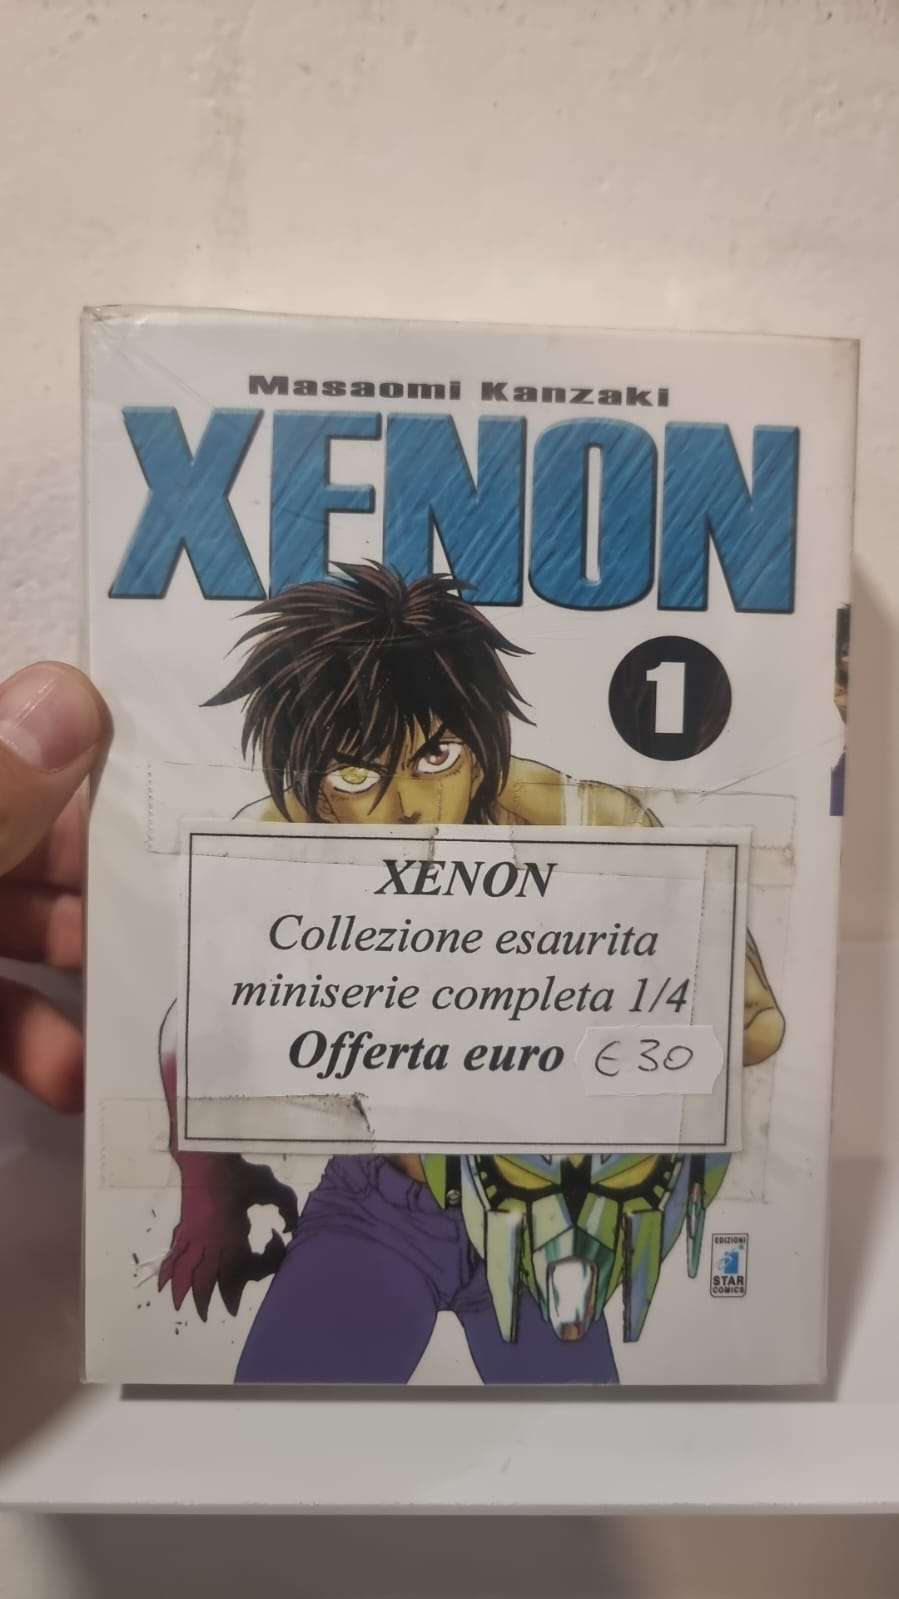 Masaomi Kanzaki
XENON
1
XENON
Collezione esaurita
miniserie completa 1/4
Offerta euro € 30
EDIZIONI
STAR
COMICS